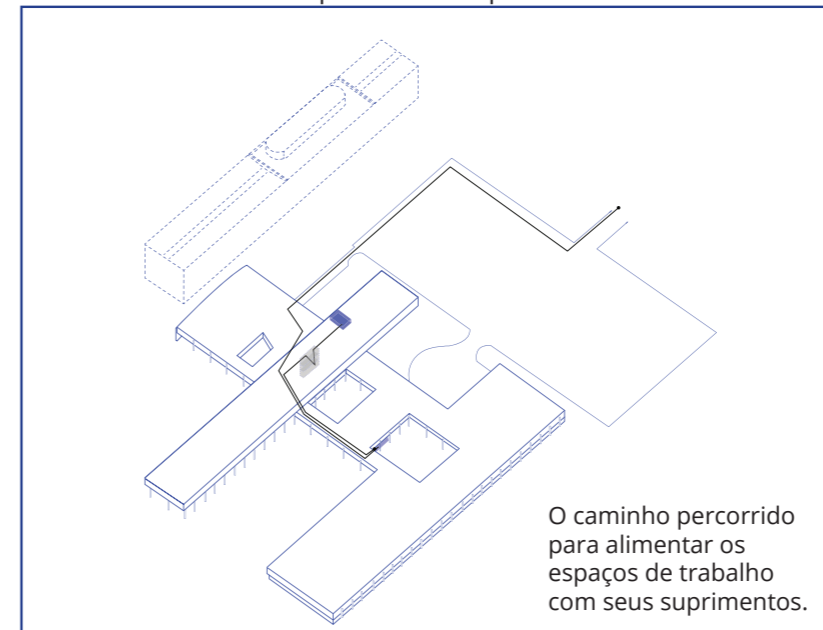 O caminho percorrido
para alimentar os
espaços de trabalho
com seus suprimentos.